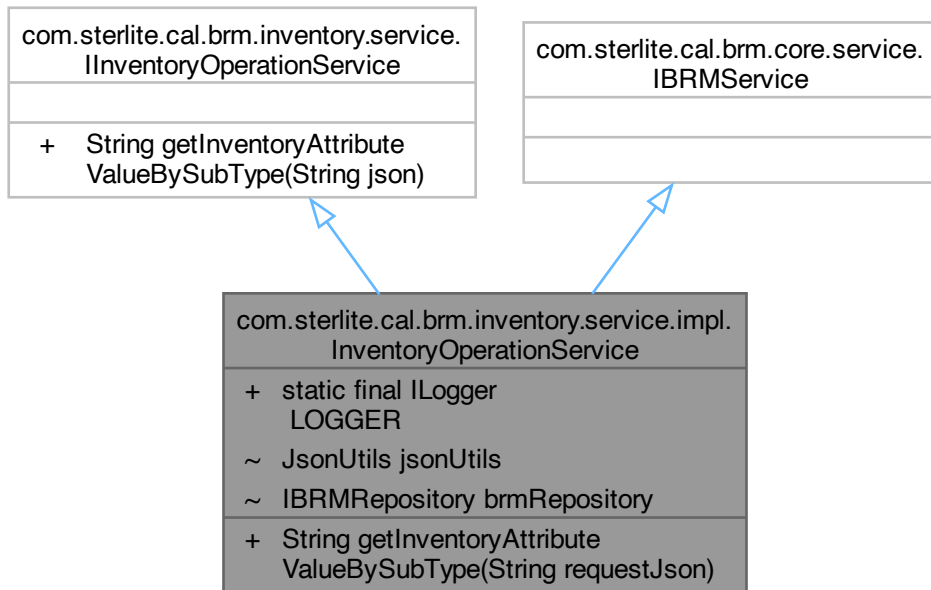 com.sterlite.cal.brm.inventory.service.
IInventoryOperationService
+ String getInventoryAttribute
ValueBySubType(String json)
com.sterlite.cal.brm.core.service.
IBRMService
com.sterlite.cal.brm.inventory.service.impl.
InventoryOperationService
+ static final ILogger
LOGGER
~ JsonUtils jsonUtils
~ IBRMRepository brmRepository
+ String getInventoryAttribute
ValueBySubType(String requestJson)